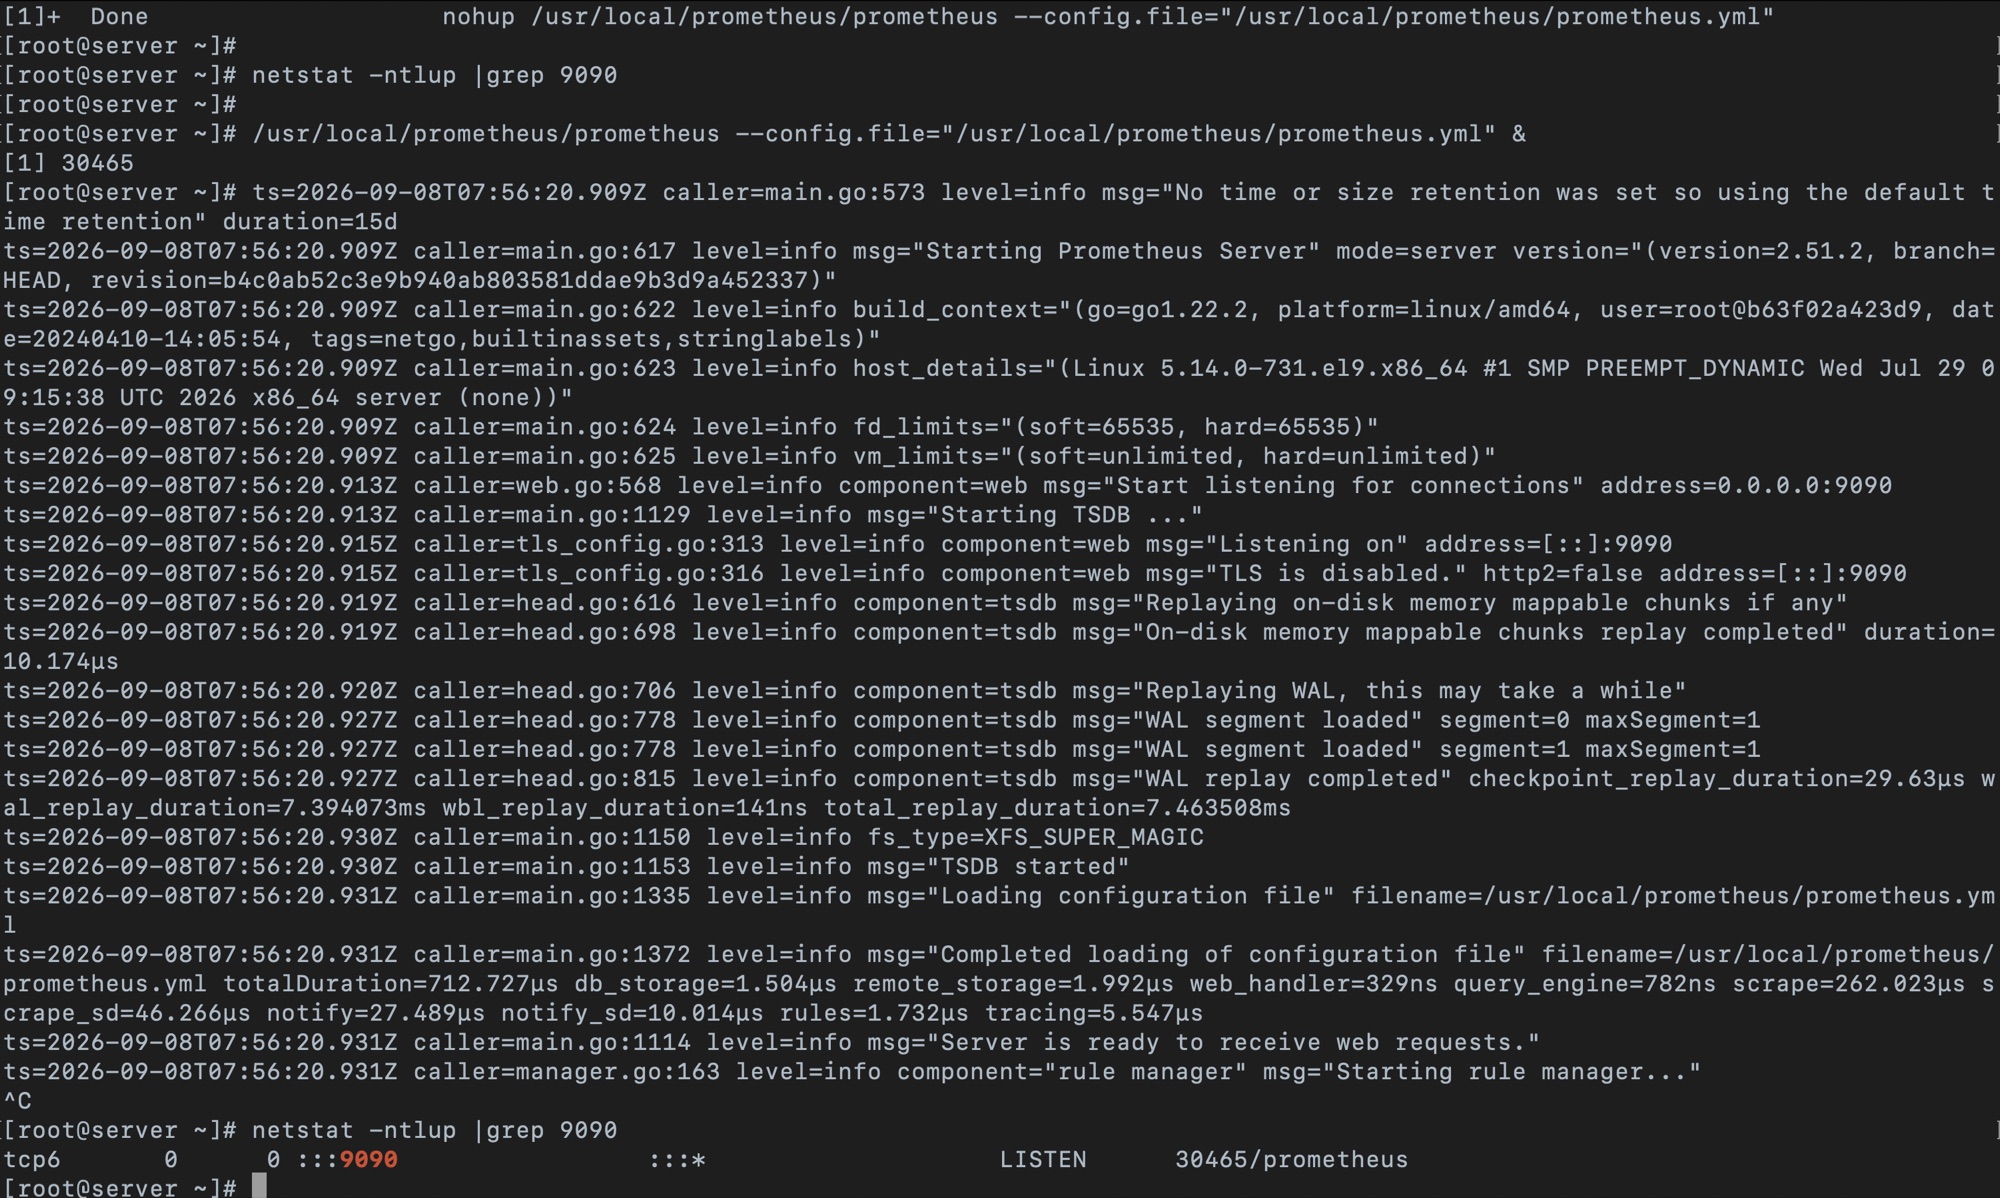 [1]+  Done                    nohup /usr/local/prometheus/prometheus --config.file="/usr/local/prometheus/prometheus.yml"
[[root@server ~]#                                                                                                                        ]
[[root@server ~]# netstat -ntlup |grep 9090                                                                                              ]
[[root@server ~]#                                                                                                                        ]
[[root@server ~]# /usr/local/prometheus/prometheus --config.file="/usr/local/prometheus/prometheus.yml" &                                ]
[1] 30465
[root@server ~]# ts=2026-09-08T07:56:20.909Z caller=main.go:573 level=info msg="No time or size retention was set so using the default t
ime retention" duration=15d
ts=2026-09-08T07:56:20.909Z caller=main.go:617 level=info msg="Starting Prometheus Server" mode=server version="(version=2.51.2, branch=
HEAD, revision=b4c0ab52c3e9b940ab803581ddae9b3d9a452337)"
ts=2026-09-08T07:56:20.909Z caller=main.go:622 level=info build_context="(go=go1.22.2, platform=linux/amd64, user=root@b63f02a423d9, dat
e=20240410-14:05:54, tags=netgo,builtinassets,stringlabels)"
ts=2026-09-08T07:56:20.909Z caller=main.go:623 level=info host_details="(Linux 5.14.0-731.el9.x86_64 #1 SMP PREEMPT_DYNAMIC Wed Jul 29 0
9:15:38 UTC 2026 x86_64 server (none))"
ts=2026-09-08T07:56:20.909Z caller=main.go:624 level=info fd_limits="(soft=65535, hard=65535)"
ts=2026-09-08T07:56:20.909Z caller=main.go:625 level=info vm_limits="(soft=unlimited, hard=unlimited)"
ts=2026-09-08T07:56:20.913Z caller=web.go:568 level=info component=web msg="Start listening for connections" address=0.0.0.0:9090
ts=2026-09-08T07:56:20.913Z caller=main.go:1129 level=info msg="Starting TSDB ..."
ts=2026-09-08T07:56:20.915Z caller=tls_config.go:313 level=info component=web msg="Listening on" address=[::]:9090
ts=2026-09-08T07:56:20.915Z caller=tls_config.go:316 level=info component=web msg="TLS is disabled." http2=false address=[::]:9090
ts=2026-09-08T07:56:20.919Z caller=head.go:616 level=info component=tsdb msg="Replaying on-disk memory mappable chunks if any"
ts=2026-09-08T07:56:20.919Z caller=head.go:698 level=info component=tsdb msg="On-disk memory mappable chunks replay completed" duration=
10.174µs
ts=2026-09-08T07:56:20.920Z caller=head.go:706 level=info component=tsdb msg="Replaying WAL, this may take a while"
ts=2026-09-08T07:56:20.927Z caller=head.go:778 level=info component=tsdb msg="WAL segment loaded" segment=0 maxSegment=1
ts=2026-09-08T07:56:20.927Z caller=head.go:778 level=info component=tsdb msg="WAL segment loaded" segment=1 maxSegment=1
ts=2026-09-08T07:56:20.927Z caller=head.go:815 level=info component=tsdb msg="WAL replay completed" checkpoint_replay_duration=29.63µs w
al_replay_duration=7.394073ms wbl_replay_duration=141ns total_replay_duration=7.463508ms
ts=2026-09-08T07:56:20.930Z caller=main.go:1150 level=info fs_type=XFS_SUPER_MAGIC
ts=2026-09-08T07:56:20.930Z caller=main.go:1153 level=info msg="TSDB started"
ts=2026-09-08T07:56:20.931Z caller=main.go:1335 level=info msg="Loading configuration file" filename=/usr/local/prometheus/prometheus.ym
l
ts=2026-09-08T07:56:20.931Z caller=main.go:1372 level=info msg="Completed loading of configuration file" filename=/usr/local/prometheus/
prometheus.yml totalDuration=712.727µs db_storage=1.504µs remote_storage=1.992µs web_handler=329ns query_engine=782ns scrape=262.023µs s
crape_sd=46.266µs notify=27.489µs notify_sd=10.014µs rules=1.732µs tracing=5.547µs
ts=2026-09-08T07:56:20.931Z caller=main.go:1114 level=info msg="Server is ready to receive web requests."
ts=2026-09-08T07:56:20.931Z caller=manager.go:163 level=info component="rule manager" msg="Starting rule manager..."
^C
[[root@server ~]# netstat -ntlup |grep 9090                                                                                              ]
tcp6       0      0 :::9090                 :::*                    LISTEN      30465/prometheus
[root@server ~]#